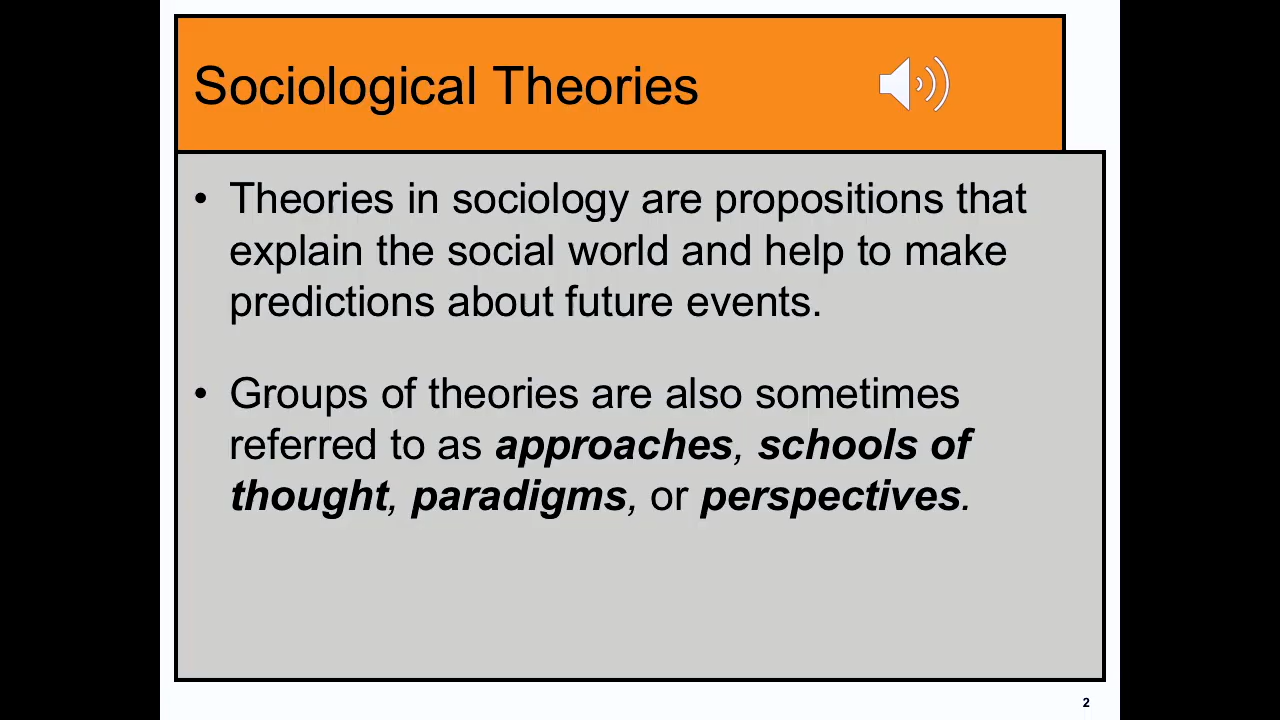 Sociological Theories
• Theories in sociology are propositions that
explain the social world and help to make
predictions about future events.
• Groups of theories are also sometimes
referred to as approaches, schools of
thought, paradigms, or perspectives.
2